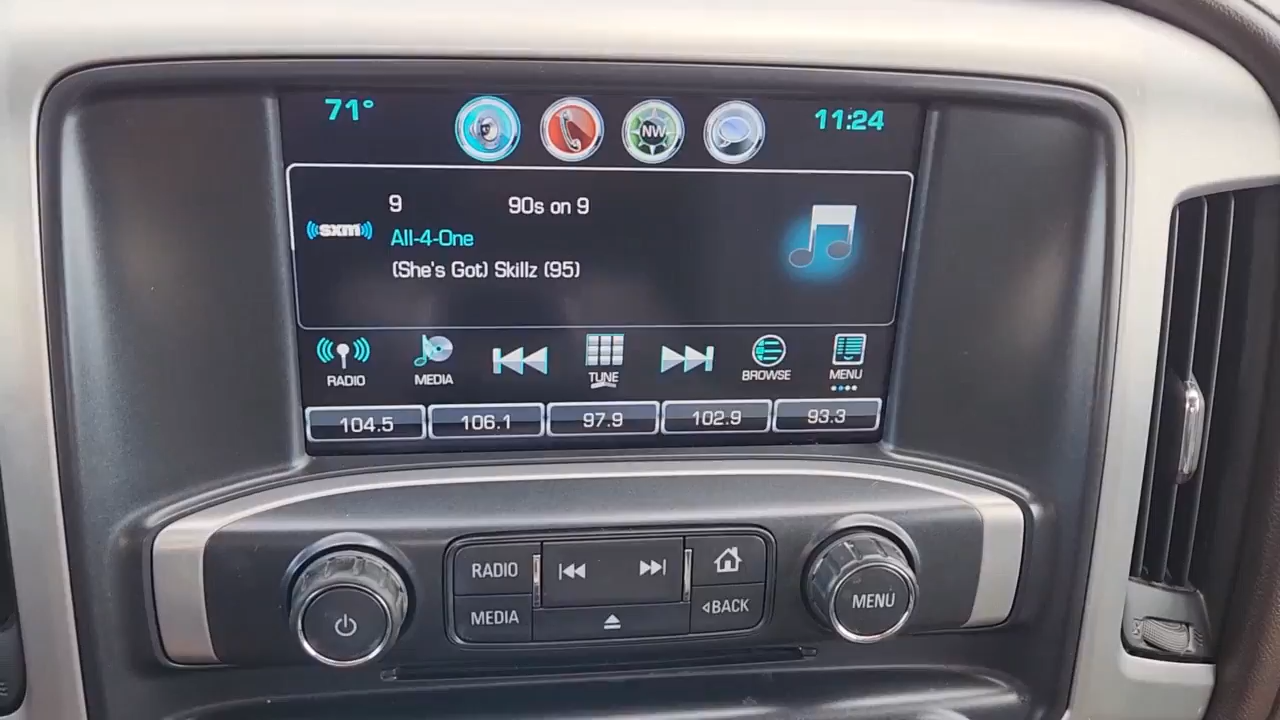 71° NW 11:24
9 90s on 9
sxm
All-4-One
(She's Got) Skillz (95)
RADIO MEDIA TUNE BROWSE MENU
104.5 106.1 97.9 102.9 93.3
RADIO
MEDIA BACK
MENU